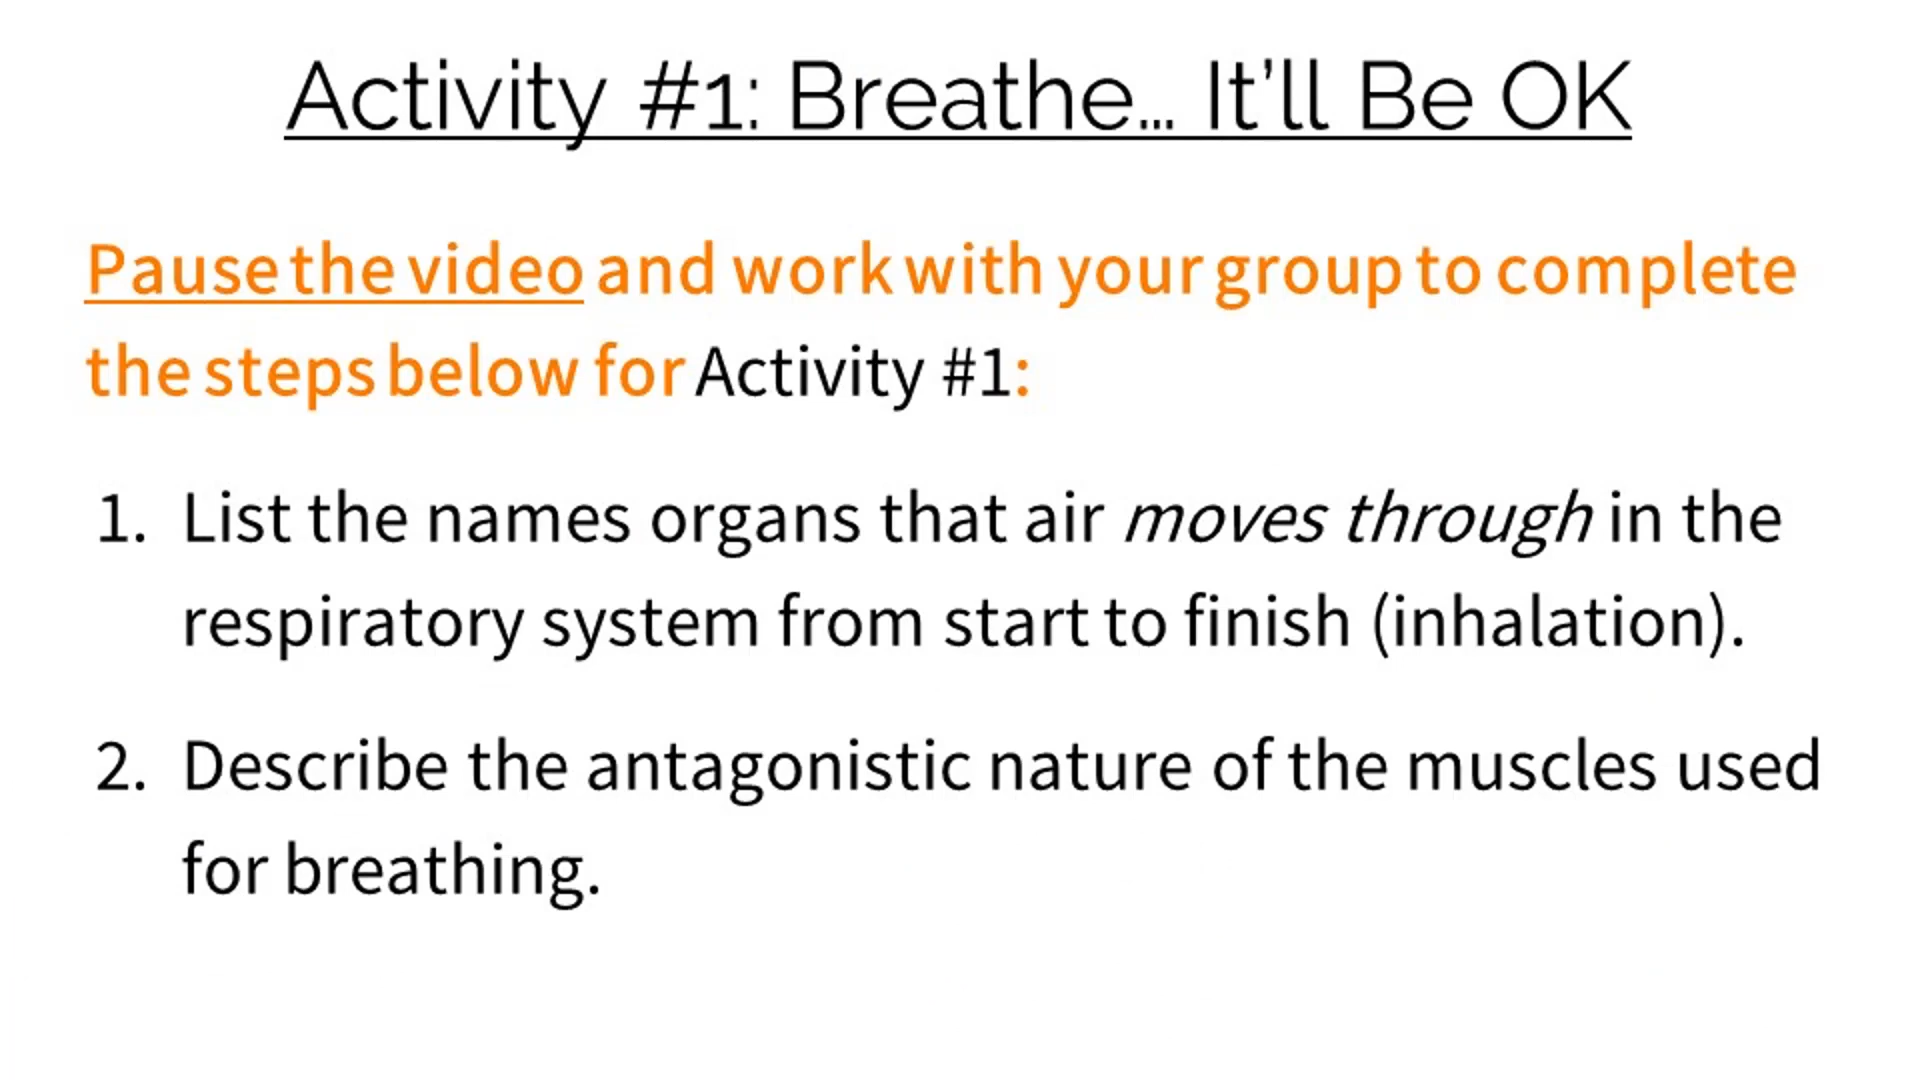 Activity #1: Breathe... It’ll Be OK
Pause the video and work with your group to complete
the steps below for Activity #1:
1. List the names organs that air moves through in the
respiratory system from start to finish (inhalation).
2. Describe the antagonistic nature of the muscles used
for breathing.